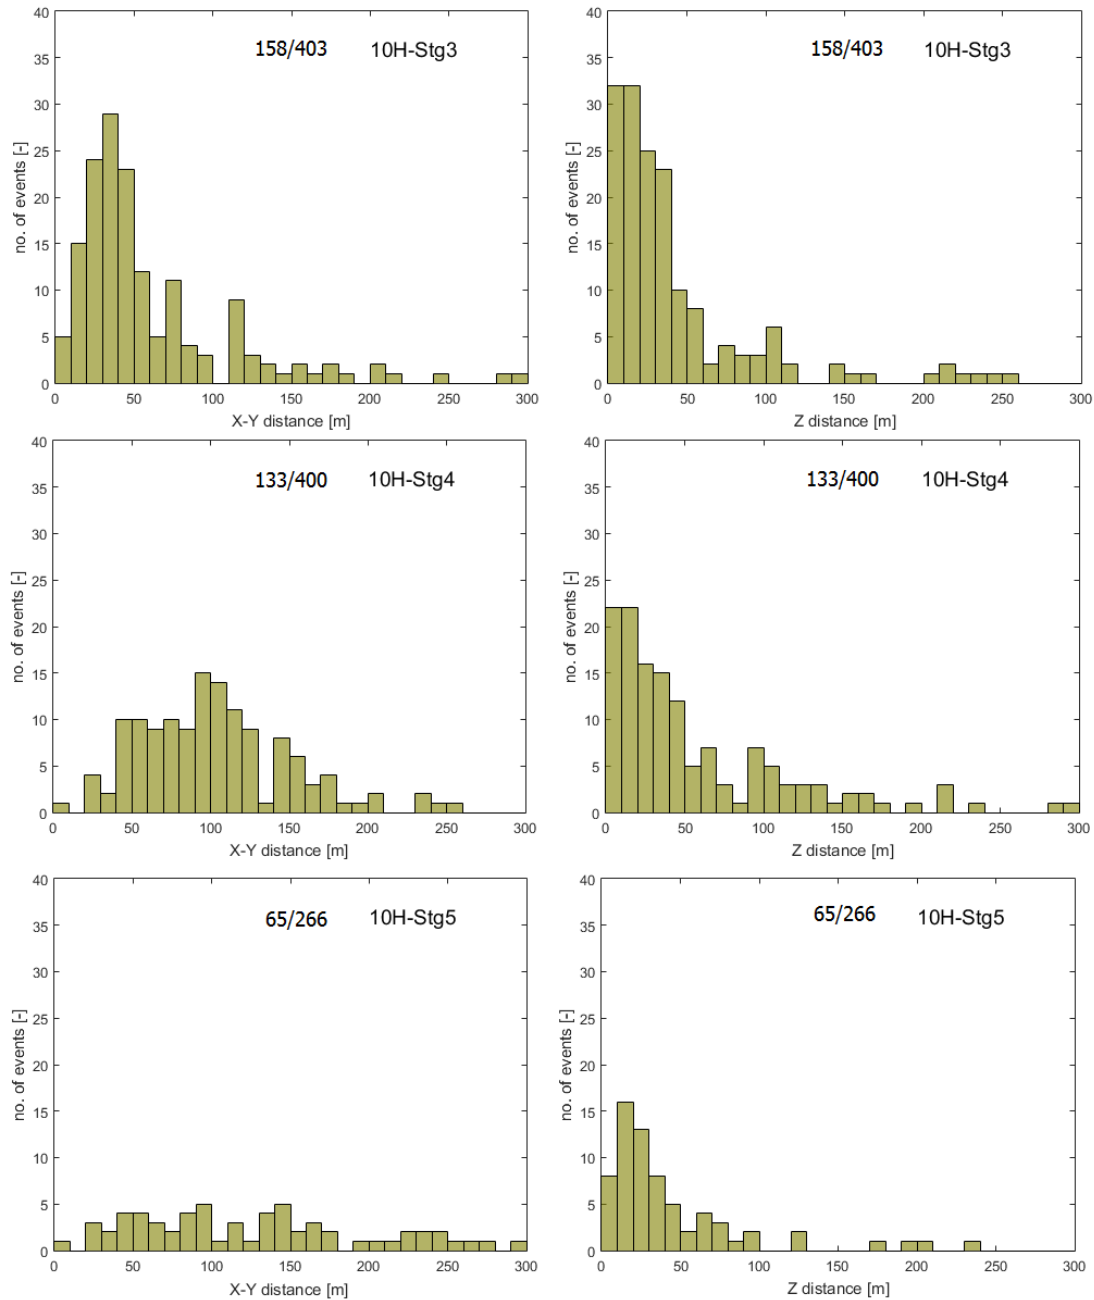 158/403 10H-Stg3
no. of events [-]
40
35
30
25
20
15
10
5
0
0 50 100 150 200 250 300
X-Y distance [m]
158/403 10H-Stg3
no. of events [-]
40
35
30
25
20
15
10
5
0
0 50 100 150 200 250 300
Z distance [m]
133/400 10H-Stg4
no. of events [-]
40
35
30
25
20
15
10
5
0
0 50 100 150 200 250 300
X-Y distance [m]
133/400 10H-Stg4
no. of events [-]
40
35
30
25
20
15
10
5
0
0 50 100 150 200 250 300
Z distance [m]
65/266 10H-Stg5
no. of events [-]
40
35
30
25
20
15
10
5
0
0 50 100 150 200 250 300
X-Y distance [m]
65/266 10H-Stg5
no. of events [-]
40
35
30
25
20
15
10
5
0
0 50 100 150 200 250 300
Z distance [m]